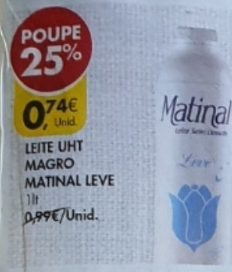 POUPE
25%
0,74€
Unid.
LEITE UHT
MAGRO
MATINAL LEVE
1lt
0,99€/Unid.
Matinal
Leve